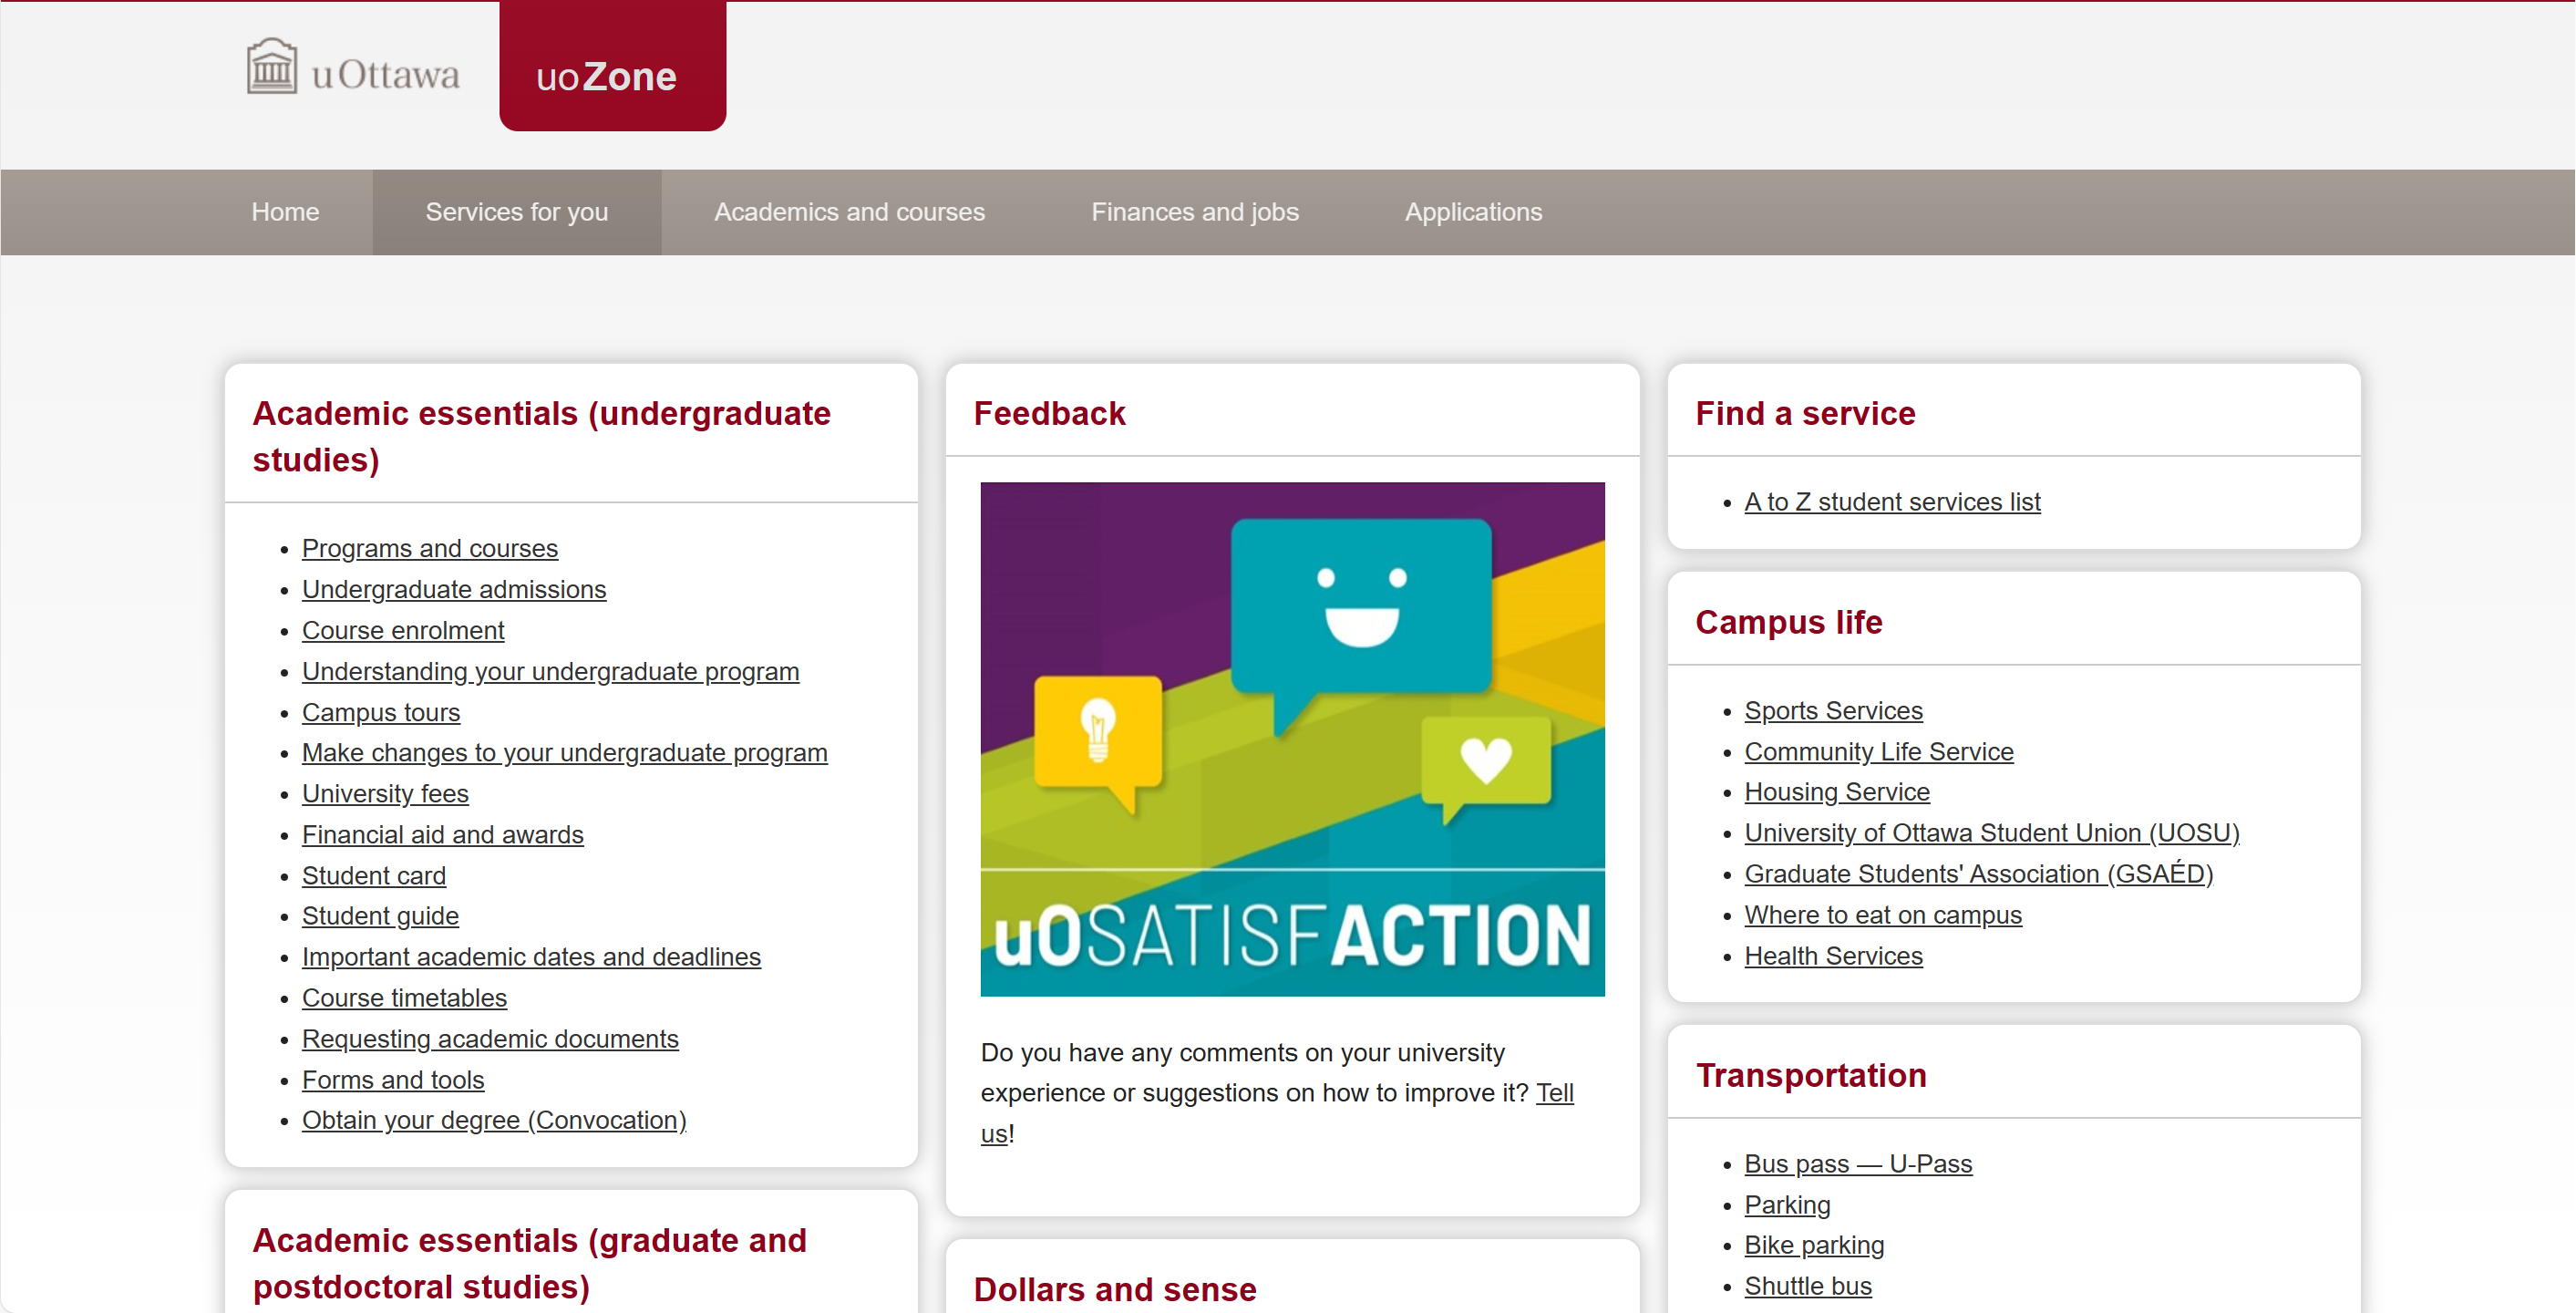 uOttawa
uoZone
Home
Services for you
Academics and courses
Finances and jobs
Applications
Academic essentials (undergraduate
studies)
Programs and courses
Undergraduate admissions
Course enrolment
Understanding your undergraduate program
Campus tours
Make changes to your undergraduate program
University fees
Financial aid and awards
Student card
Student guide
Important academic dates and deadlines
Course timetables
Requesting academic documents
Forms and tools
Obtain your degree (Convocation)
Academic essentials (graduate and
postdoctoral studies)
Feedback
uOSATISFACTION
Do you have any comments on your university
experience or suggestions on how to improve it? Tell
us!
Dollars and sense
Find a service
A to Z student services list
Campus life
Sports Services
Community Life Service
Housing Service
University of Ottawa Student Union (UOSU)
Graduate Students' Association (GSAÉD)
Where to eat on campus
Health Services
Transportation
Bus pass — U-Pass
Parking
Bike parking
Shuttle bus